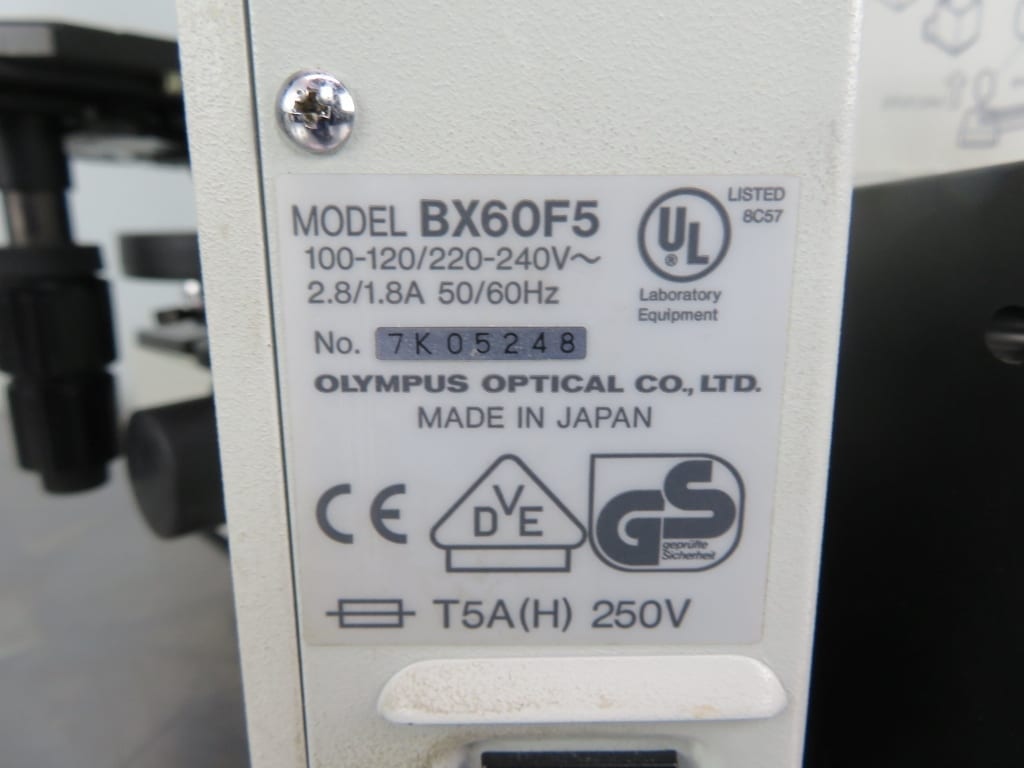 MODEL BX60F5
100-120/220-240V～
2.8/1.8A 50/60Hz
No. 7K05248
OLYMPUS OPTICAL CO., LTD.
MADE IN JAPAN
UL
®
LISTED
8C57
Laboratory
Equipment
CE
DVE
GS
geprüfte
Sicherheit
T5A(H) 250V